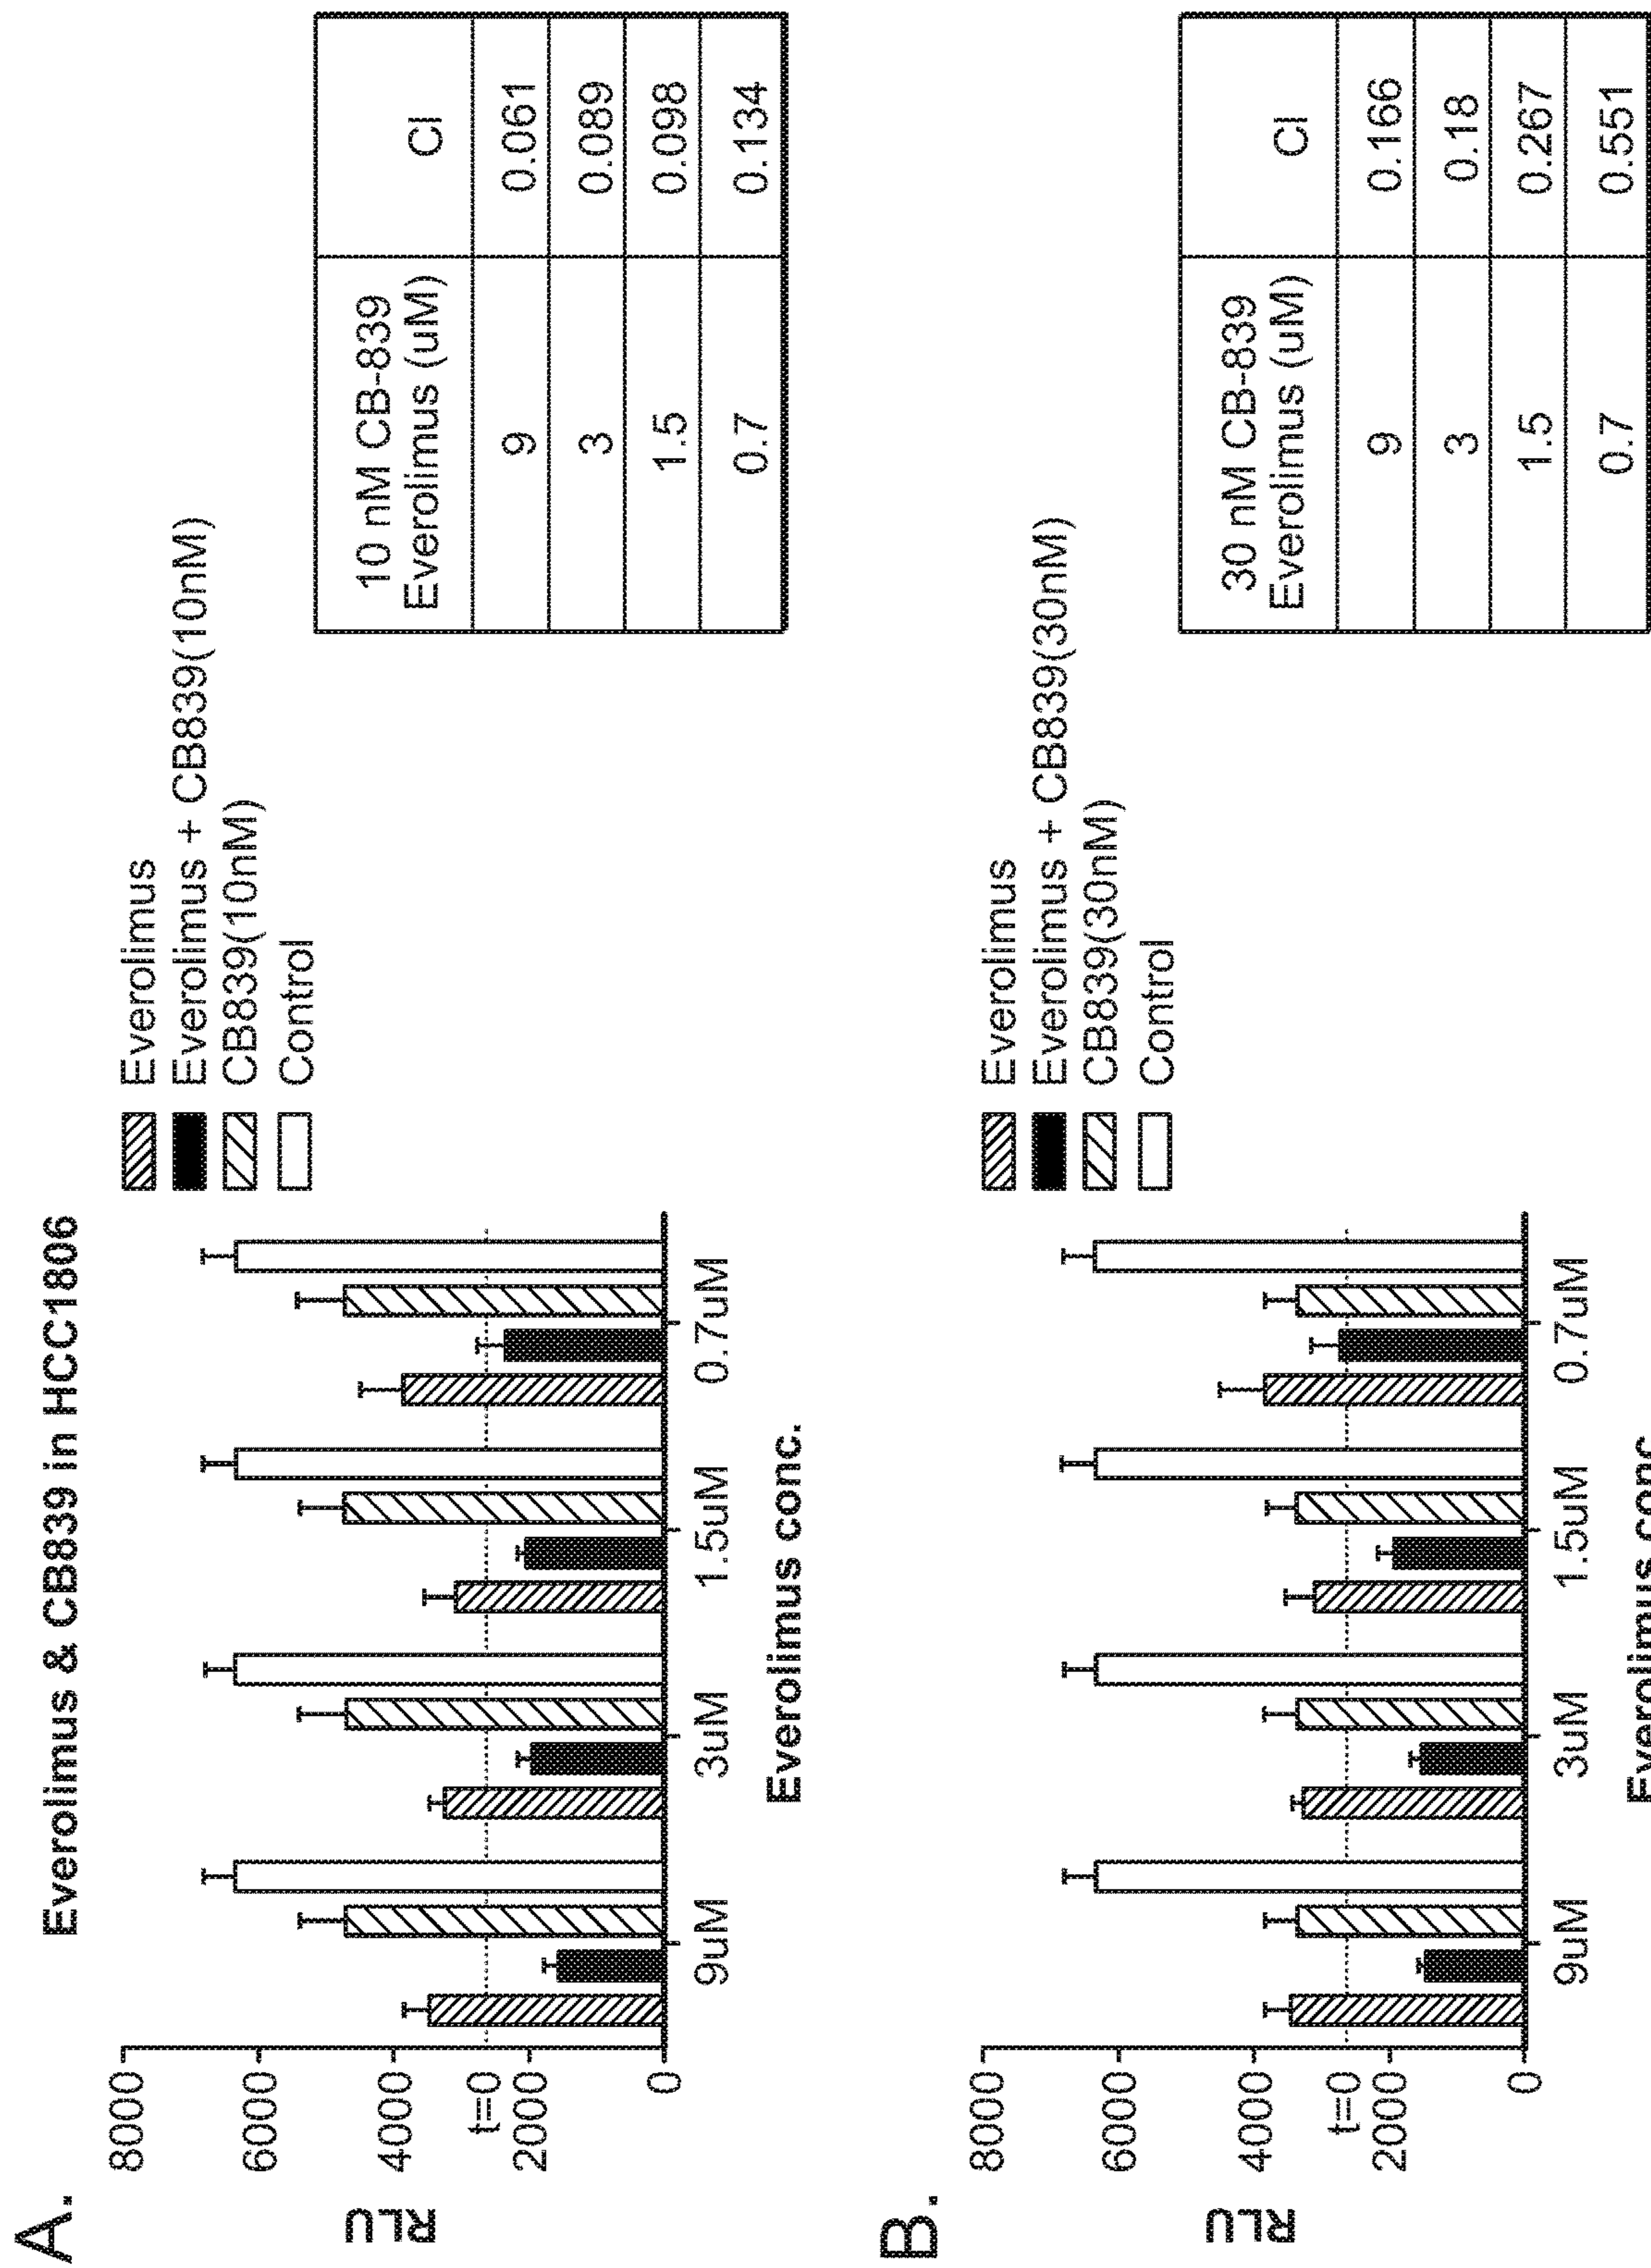 A.
Everolimus & CB839 in HCC1806
RLU
8000
6000
4000
t=0
2000
0
9uM
3uM
1.5uM
0.7uM
Everolimus conc.
Everolimus
Everolimus + CB839(10nM)
CB839(10nM)
Control
10 nM CB-839
Everolimus (uM)
CI
9 0.061
3 0.089
1.5 0.098
0.7 0.134
B.
RLU
8000
6000
4000
t=0
2000
0
9uM
3uM
1.5uM
0.7uM
Everolimus conc.
Everolimus
Everolimus + CB839(30nM)
CB839(30nM)
Control
30 nM CB-839
Everolimus (uM)
CI
9 0.166
3 0.18
1.5 0.267
0.7 0.551